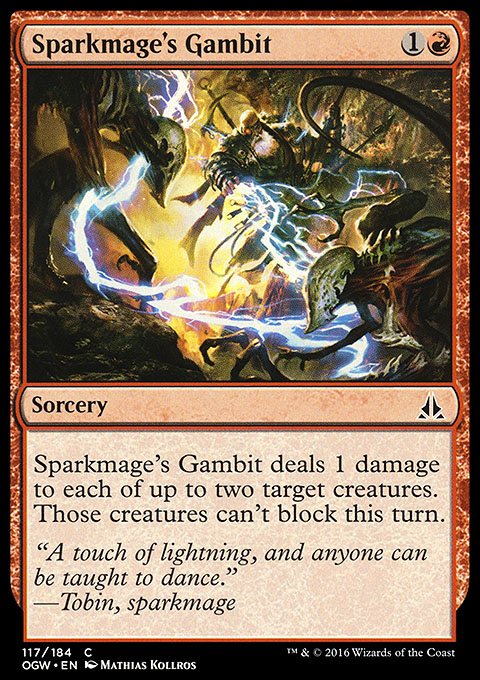 Sparkmage's Gambit 1
Sorcery
Sparkmage's Gambit deals 1 damage
to each of up to two target creatures.
Those creatures can't block this turn.
“A touch of lightning, and anyone can
be taught to dance.”
—Tobin, sparkmage
117/184 C
OGW • EN Mathias Kollros
™ & © 2016 Wizards of the Coast